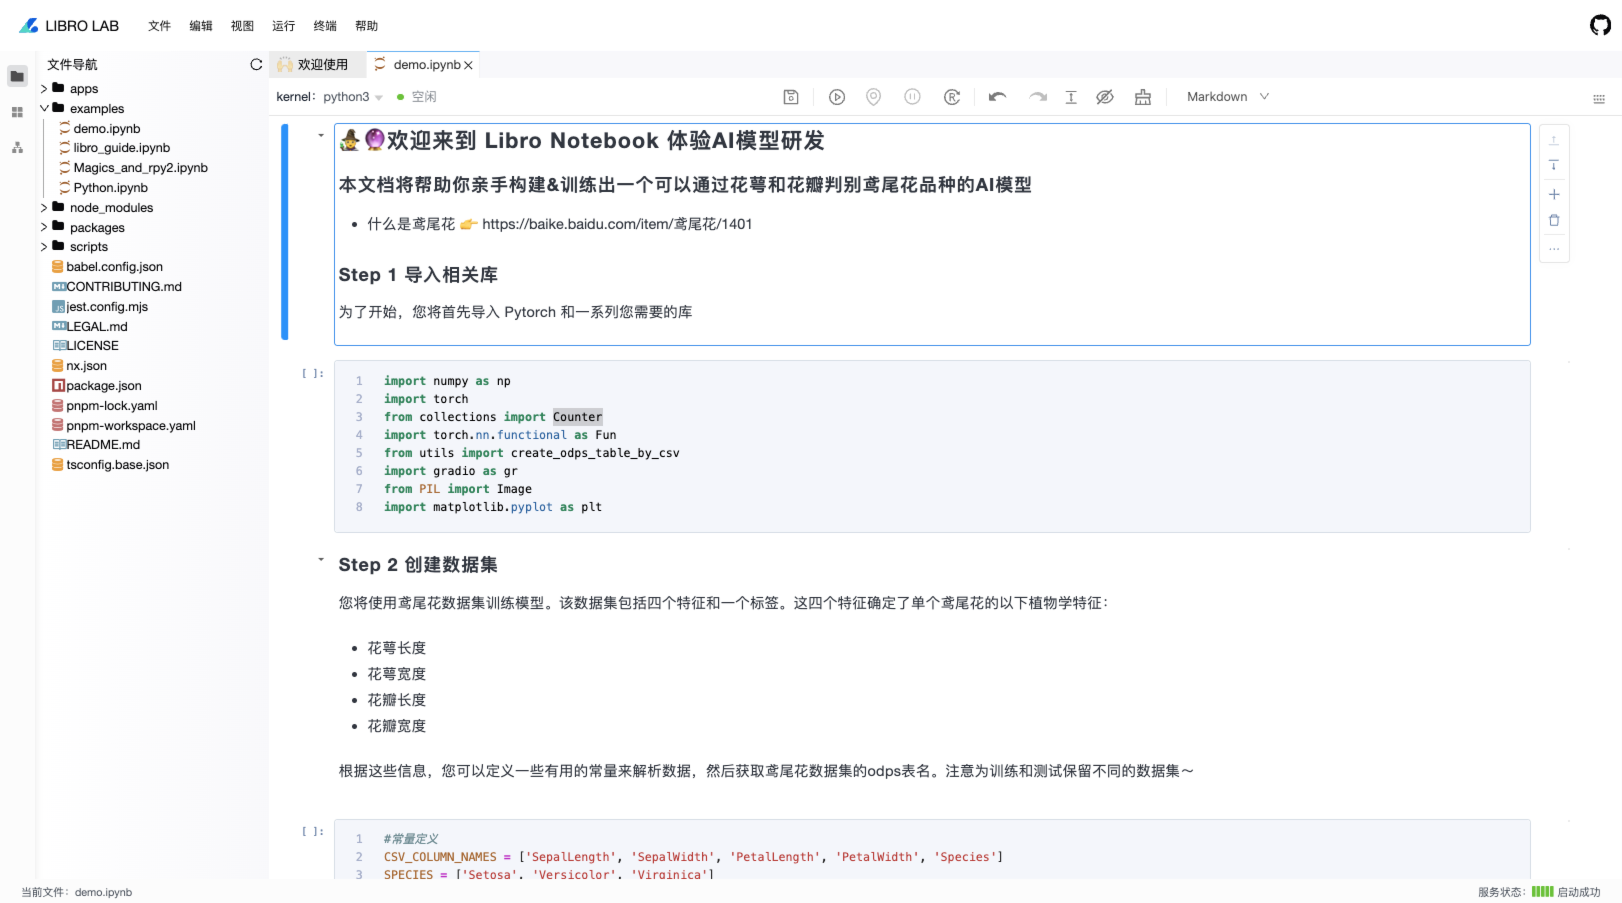 LIBRO LAB 文件 编辑 视图 运行 终端 帮助
文件导航
apps
examples
demo.ipynb
libro_guide.ipynb
Magics_and_rpy2.ipynb
Python.ipynb
node_modules
packages
scripts
babel.config.json
CONTRIBUTING.md
jest.config.mjs
LEGAL.md
LICENSE
nx.json
package.json
pnpm-lock.yaml
pnpm-workspace.yaml
README.md
tsconfig.base.json
欢迎使用 demo.ipynb
kernel: python3 空闲 Markdown
🧙‍♀️🔮欢迎来到 Libro Notebook 体验AI模型研发
本文档将帮助你亲手构建&训练出一个可以通过花萼和花瓣判别鸢尾花品种的AI模型
• 什么是鸢尾花 👉 https://baike.baidu.com/item/鸢尾花/1401
Step 1 导入相关库
为了开始，您将首先导入 Pytorch 和一系列您需要的库
[ ]:
1 import numpy as np
2 import torch
3 from collections import Counter
4 import torch.nn.functional as Fun
5 from utils import create_odps_table_by_csv
6 import gradio as gr
7 from PIL import Image
8 import matplotlib.pyplot as plt
Step 2 创建数据集
您将使用鸢尾花数据集训练模型。该数据集包括四个特征和一个标签。这四个特征确定了单个鸢尾花的以下植物学特征：
• 花萼长度
• 花萼宽度
• 花瓣长度
• 花瓣宽度
根据这些信息，您可以定义一些有用的常量来解析数据，然后获取鸢尾花数据集的odps表名。注意为训练和测试保留不同的数据集～
[ ]:
1 #常量定义
2 CSV_COLUMN_NAMES = ['SepalLength', 'SepalWidth', 'PetalLength', 'PetalWidth', 'Species']
3 SPECIES = ['Setosa', 'Versicolor', 'Virginica']
当前文件：demo.ipynb 服务状态： 启动成功